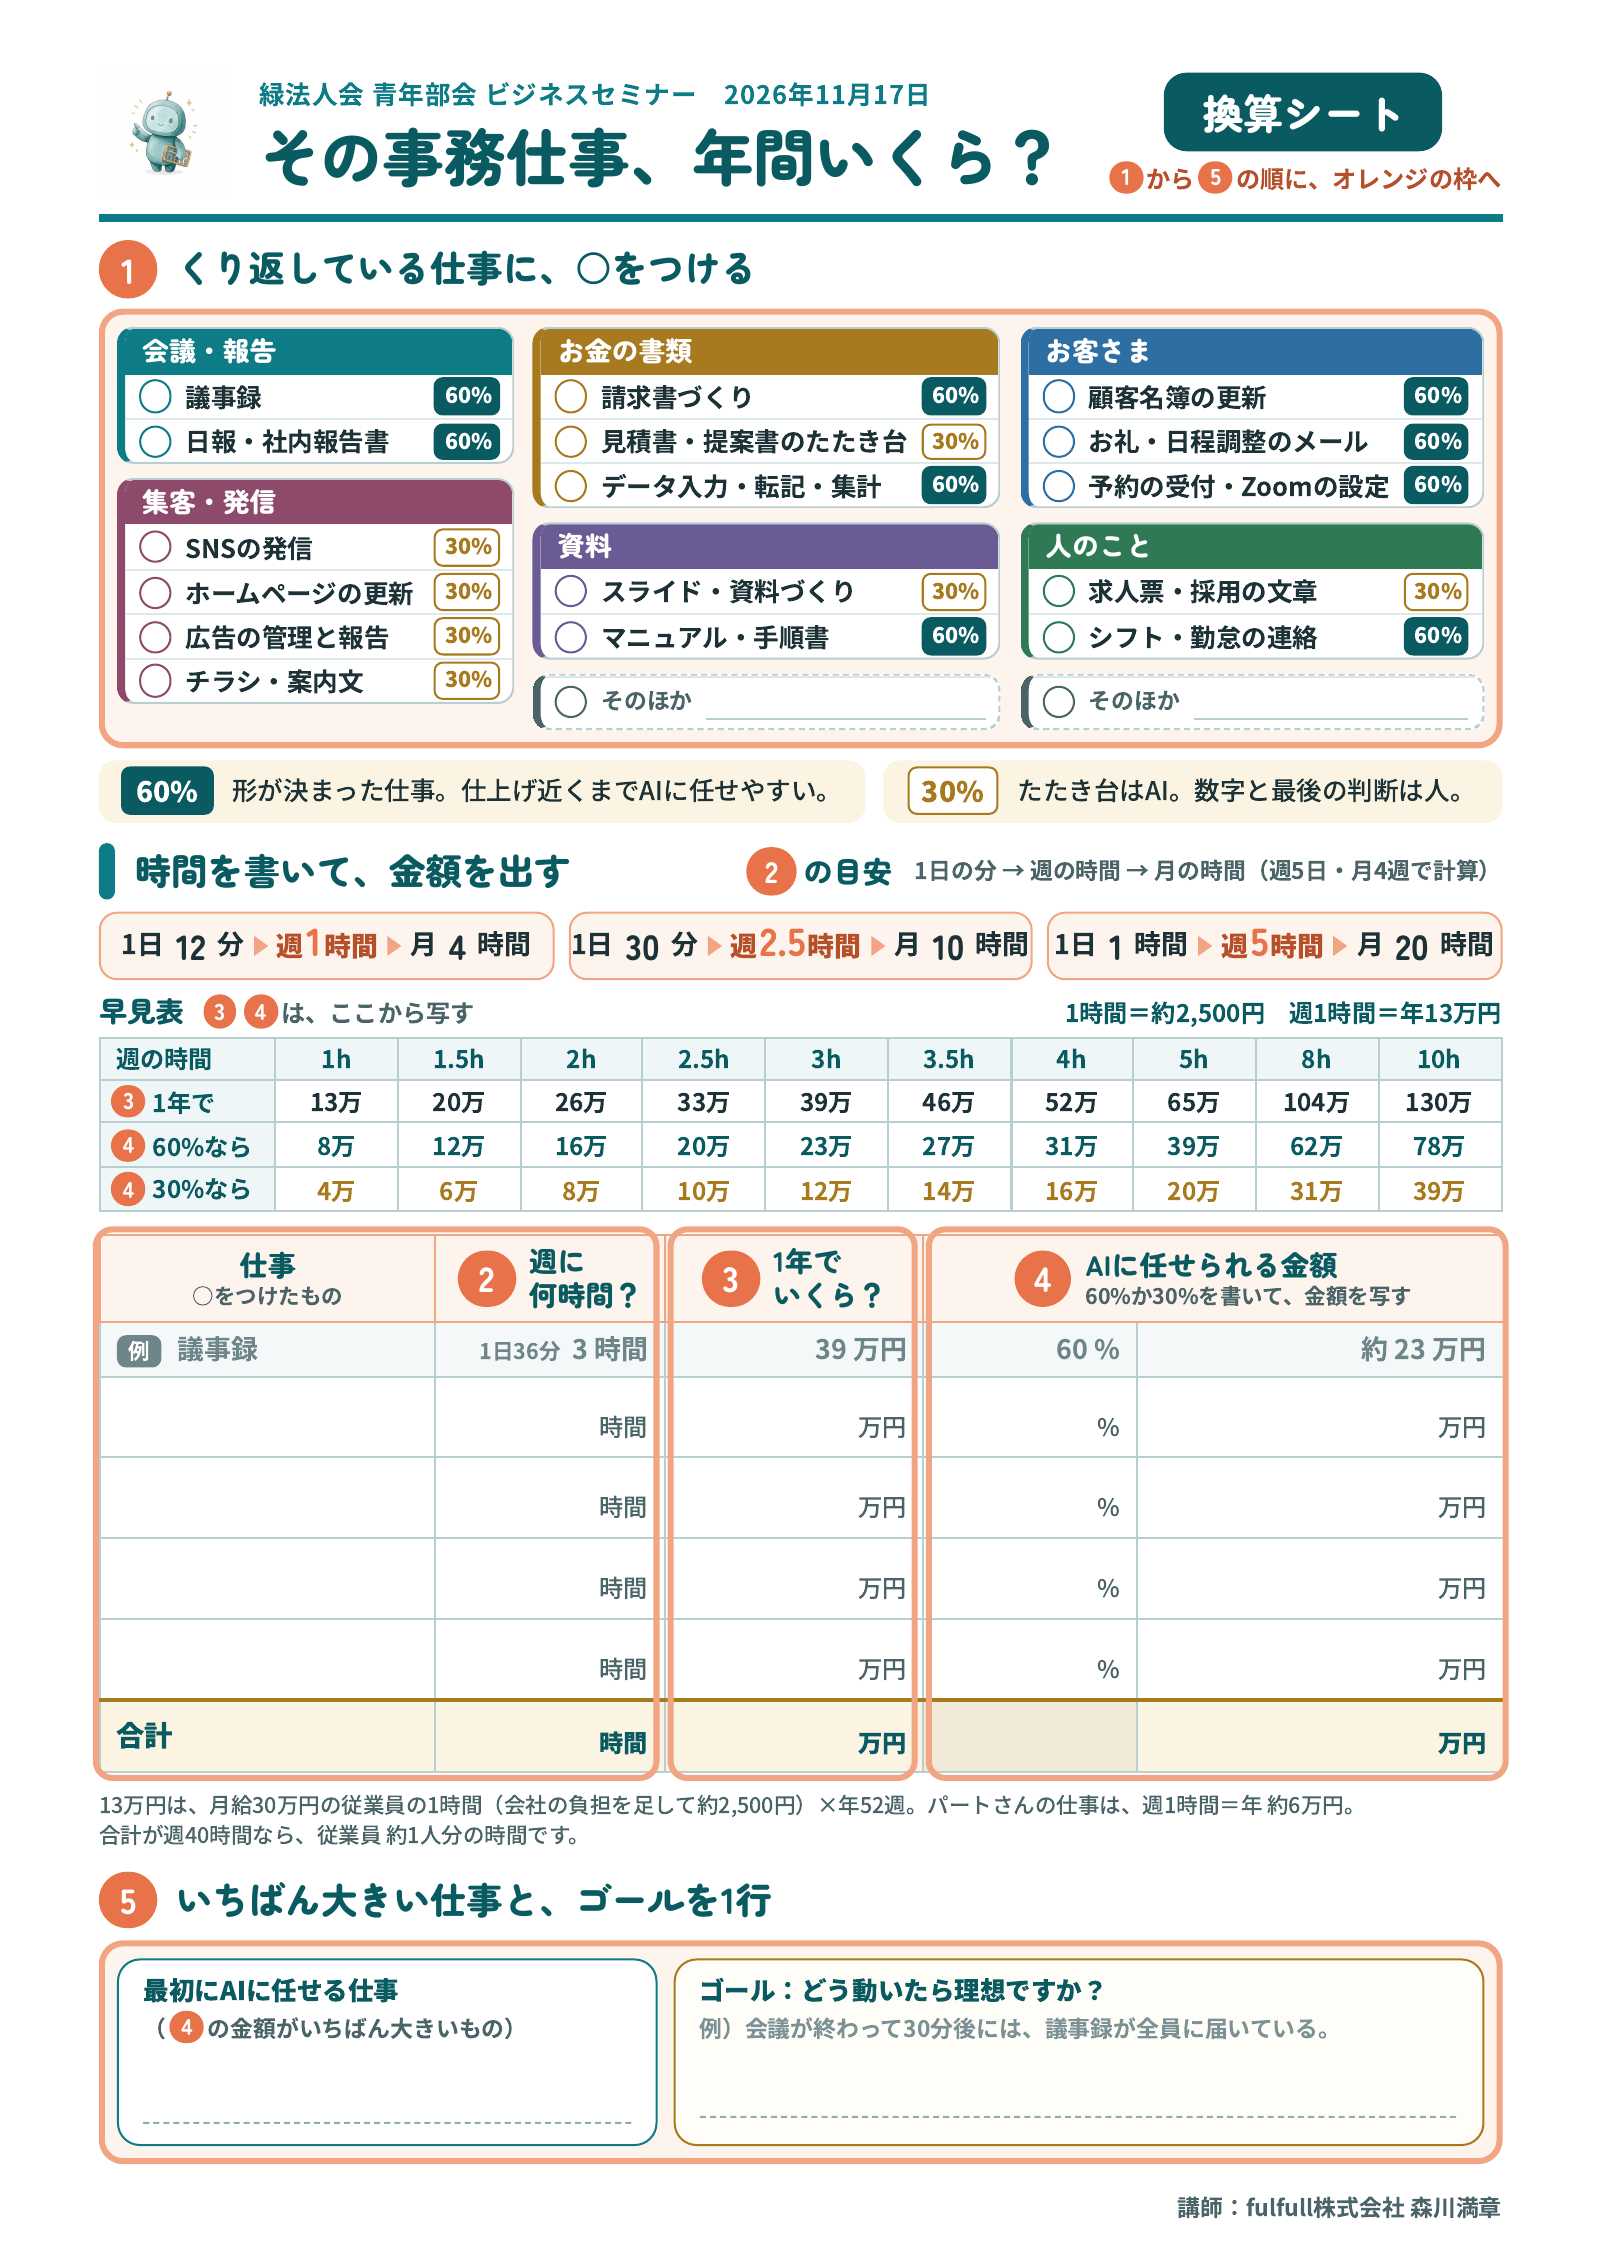 緑法人会 青年部会 ビジネスセミナー　2026年11月17日
その事務仕事、年間いくら？
換算シート
1から5の順に、オレンジの枠へ
1 くり返している仕事に、○をつける
会議・報告
議事録 60%
日報・社内報告書 60%
集客・発信
SNSの発信 30%
ホームページの更新 30%
広告の管理と報告 30%
チラシ・案内文 30%
お金の書類
請求書づくり 60%
見積書・提案書のたたき台 30%
データ入力・転記・集計 60%
資料
スライド・資料づくり 30%
マニュアル・手順書 60%
そのほか
お客さま
顧客名簿の更新 60%
お礼・日程調整のメール 60%
予約の受付・Zoomの設定 60%
人のこと
求人票・採用の文章 30%
シフト・勤怠の連絡 60%
そのほか
60% 形が決まった仕事。仕上げ近くまでAIに任せやすい。
30% たたき台はAI。数字と最後の判断は人。
時間を書いて、金額を出す
2 の目安 1日の分→週の時間→月の時間（週5日・月4週で計算）
1日 12 分 ▶ 週1時間 ▶ 月 4 時間
1日 30 分 ▶ 週2.5時間 ▶ 月 10 時間
1日 1 時間 ▶ 週5時間 ▶ 月 20 時間
早見表 3 4 は、ここから写す
1時間＝約2,500円　週1時間＝年13万円
週の時間 1h 1.5h 2h 2.5h 3h 3.5h 4h 5h 8h 10h
3 1年で 13万 20万 26万 33万 39万 46万 52万 65万 104万 130万
4 60%なら 8万 12万 16万 20万 23万 27万 31万 39万 62万 78万
4 30%なら 4万 6万 8万 10万 12万 14万 16万 20万 31万 39万
仕事
○をつけたもの
2 週に
何時間？
3 1年で
いくら？
4 AIに任せられる金額
60%か30%を書いて、金額を写す
例 議事録 1日36分 3 時間 39 万円 60 % 約 23 万円
時間 万円 % 万円
時間 万円 % 万円
時間 万円 % 万円
時間 万円 % 万円
合計 時間 万円 万円
13万円は、月給30万円の従業員の1時間（会社の負担を足して約2,500円）×年52週。パートさんの仕事は、週1時間＝年 約6万円。
合計が週40時間なら、従業員 約1人分の時間です。
5 いちばん大きい仕事と、ゴールを1行
最初にAIに任せる仕事
（4の金額がいちばん大きいもの）
ゴール：どう動いたら理想ですか？
例）会議が終わって30分後には、議事録が全員に届いている。
講師：fulfull株式会社 森川満章